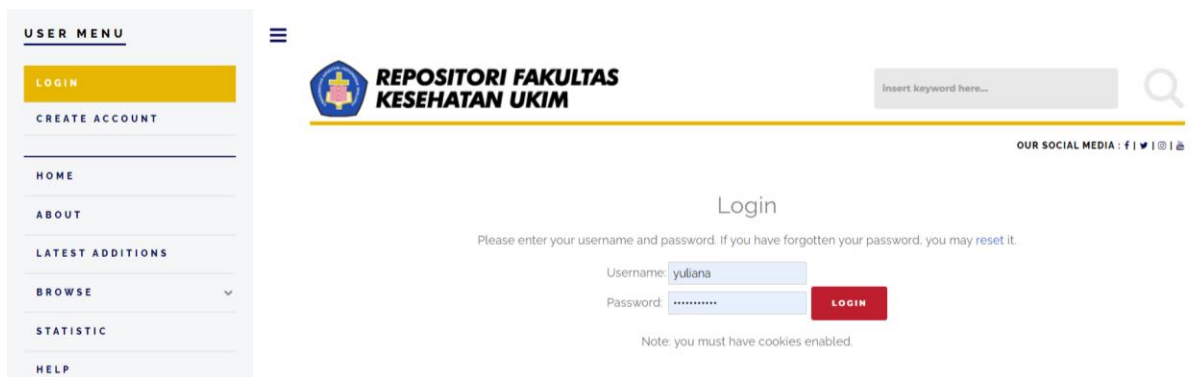 USER MENU
LOGIN
CREATE ACCOUNT
HOME
ABOUT
LATEST ADDITIONS
BROWSE
STATISTIC
HELP
REPOSITORI FAKULTAS
KESEHATAN UKIM
Insert keyword here...
OUR SOCIAL MEDIA : f | | |
Login
Please enter your username and password. If you have forgotten your password, you may reset it.
Username: yuliana
Password: •••••••••••
LOGIN
Note: you must have cookies enabled.